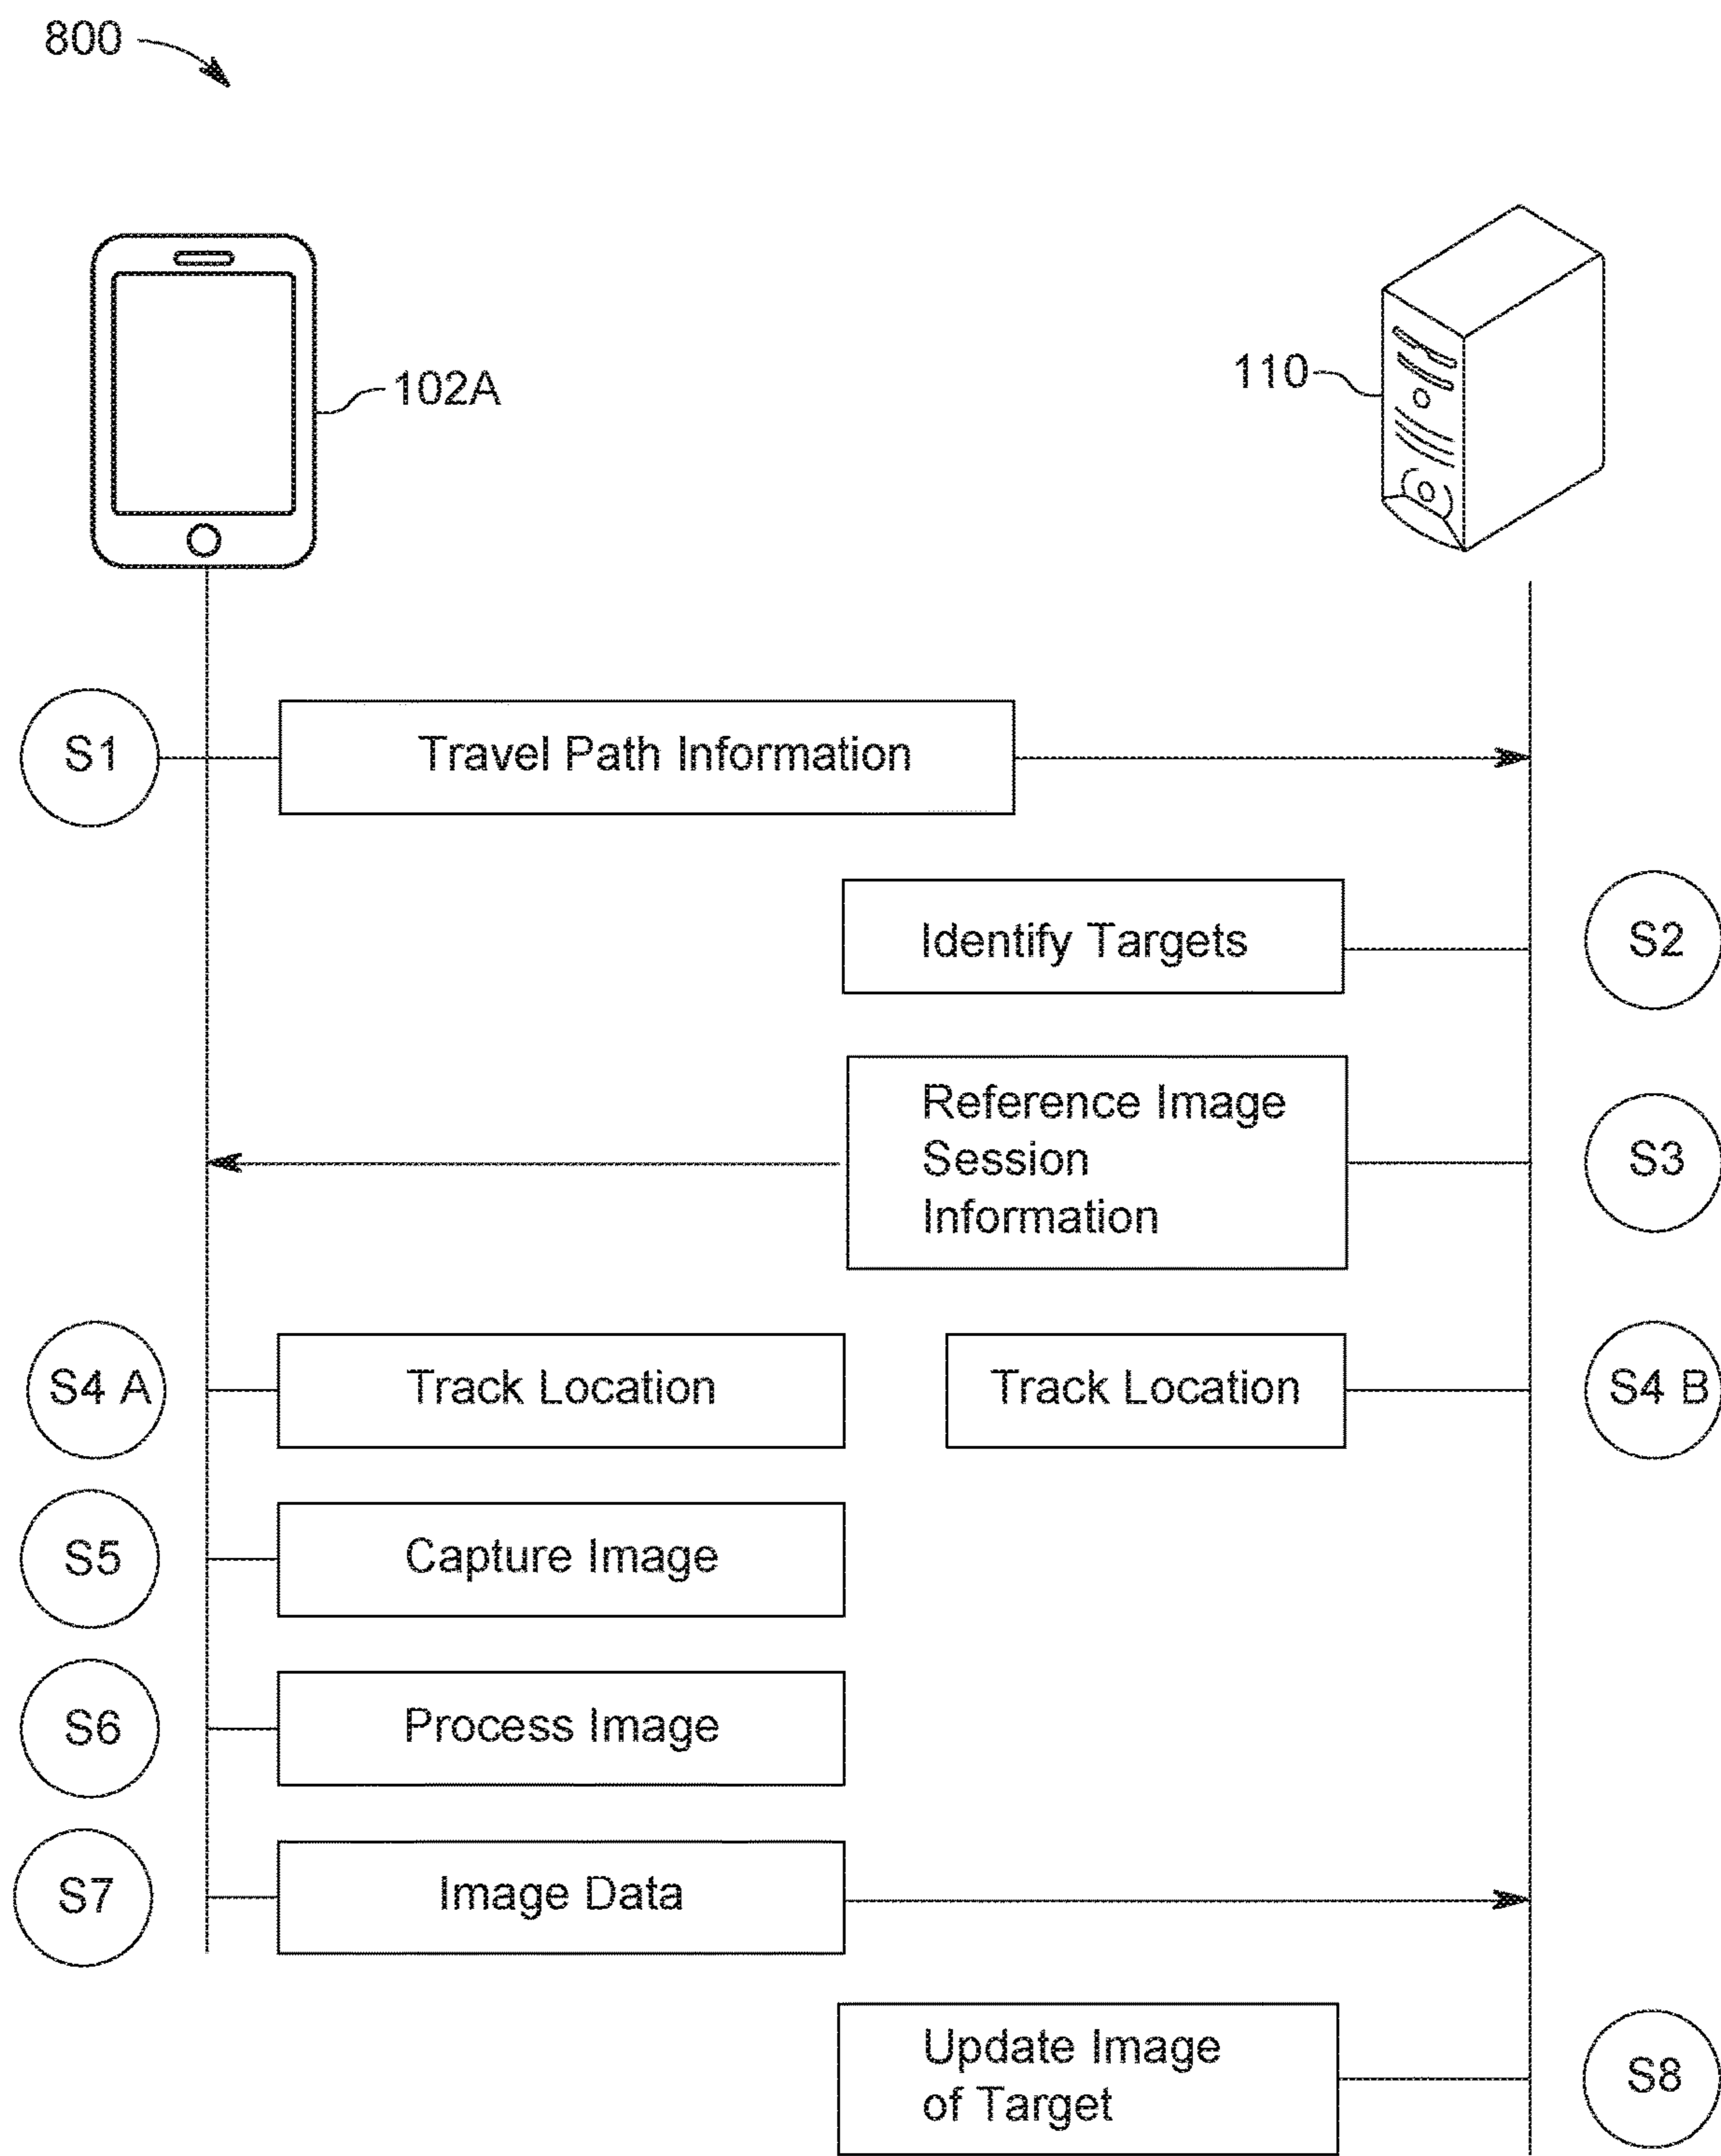 800
102A
110
S1
Travel Path Information
Identify Targets
S2
Reference Image
Session
Information
S3
S4 A
Track Location
Track Location
S4 B
S5
Capture Image
S6
Process Image
S7
Image Data
Update Image
of Target
S8